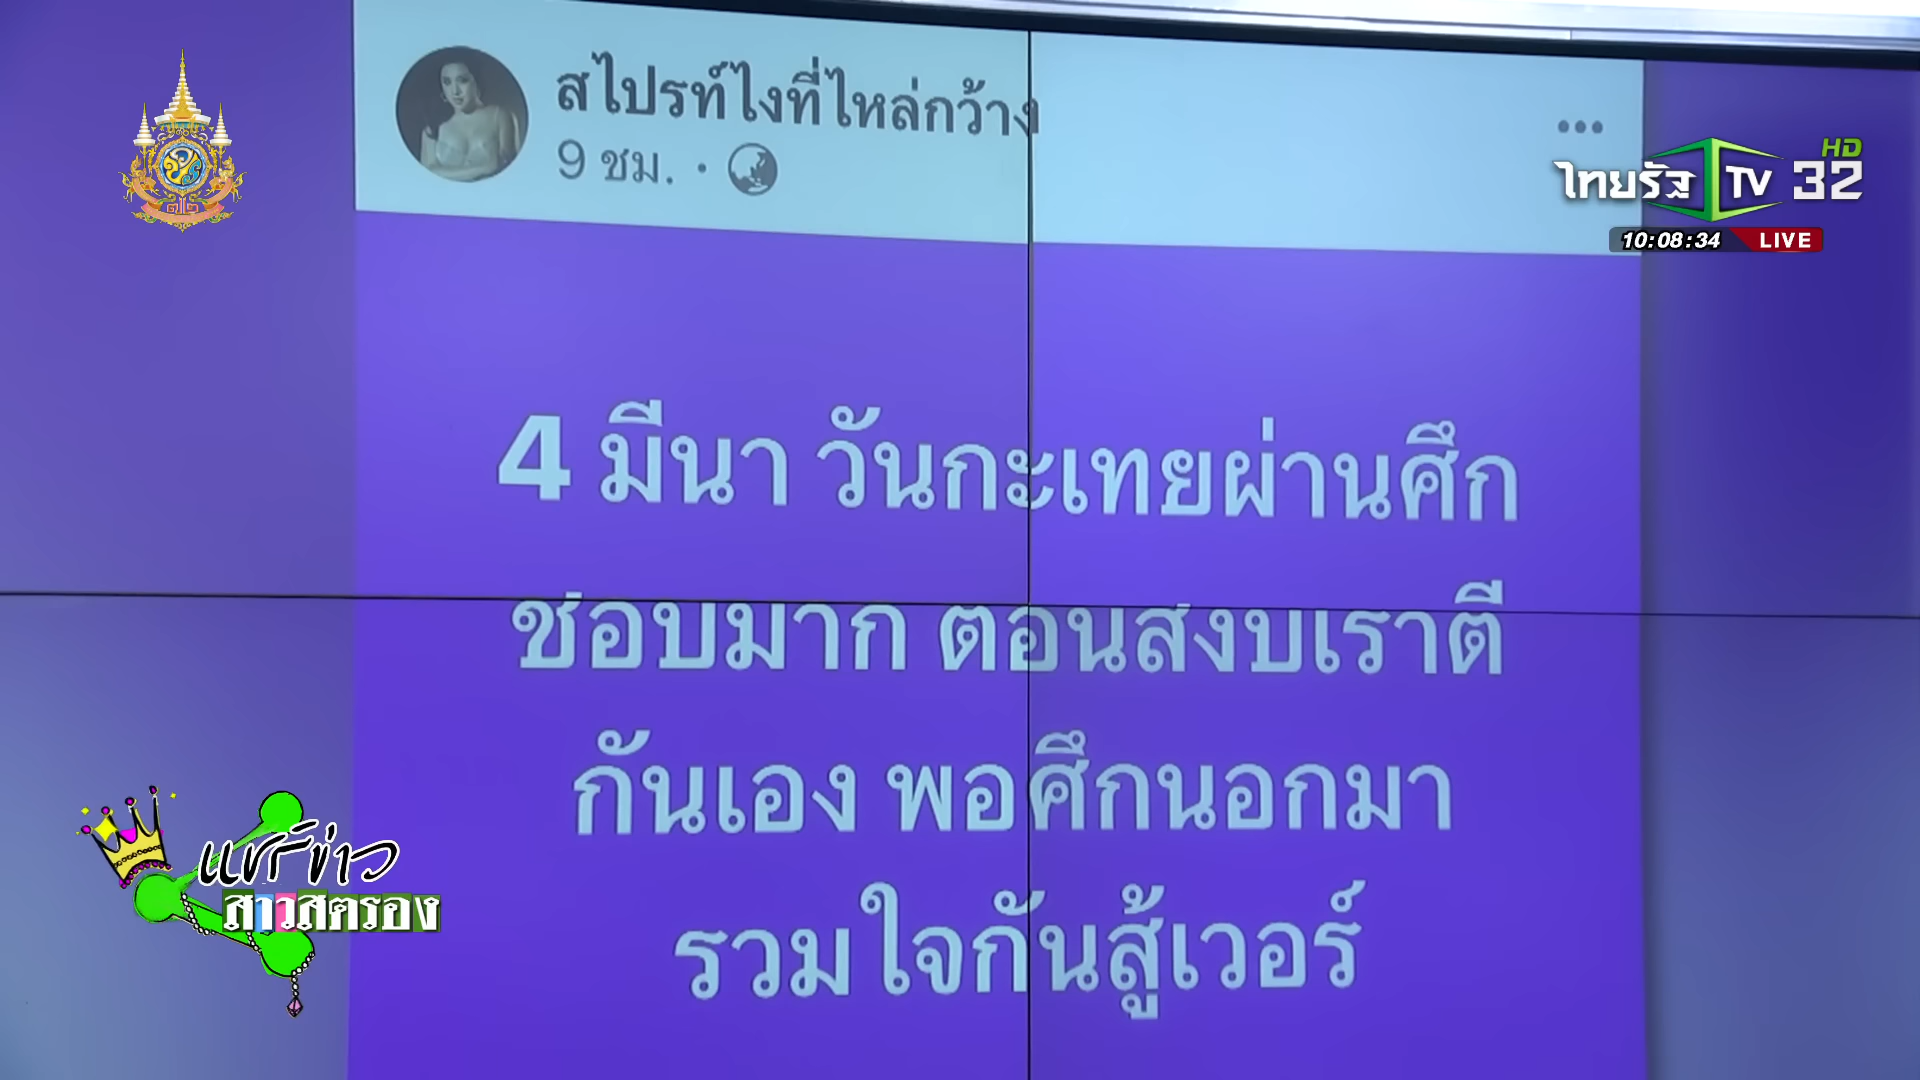 สไปรท์ไงที่ไหล่กว้าง
9 ชม. ·
ไทยรัฐ TV HD 32
10:08:34 LIVE
4 มีนา วันกะเทยผ่านศึก
ชอบมาก ตอนสงบเราตี
กันเอง พอศึกนอกมา
รวมใจกันสู้เวอร์
แชร์ข่าว
สาวสตรอง